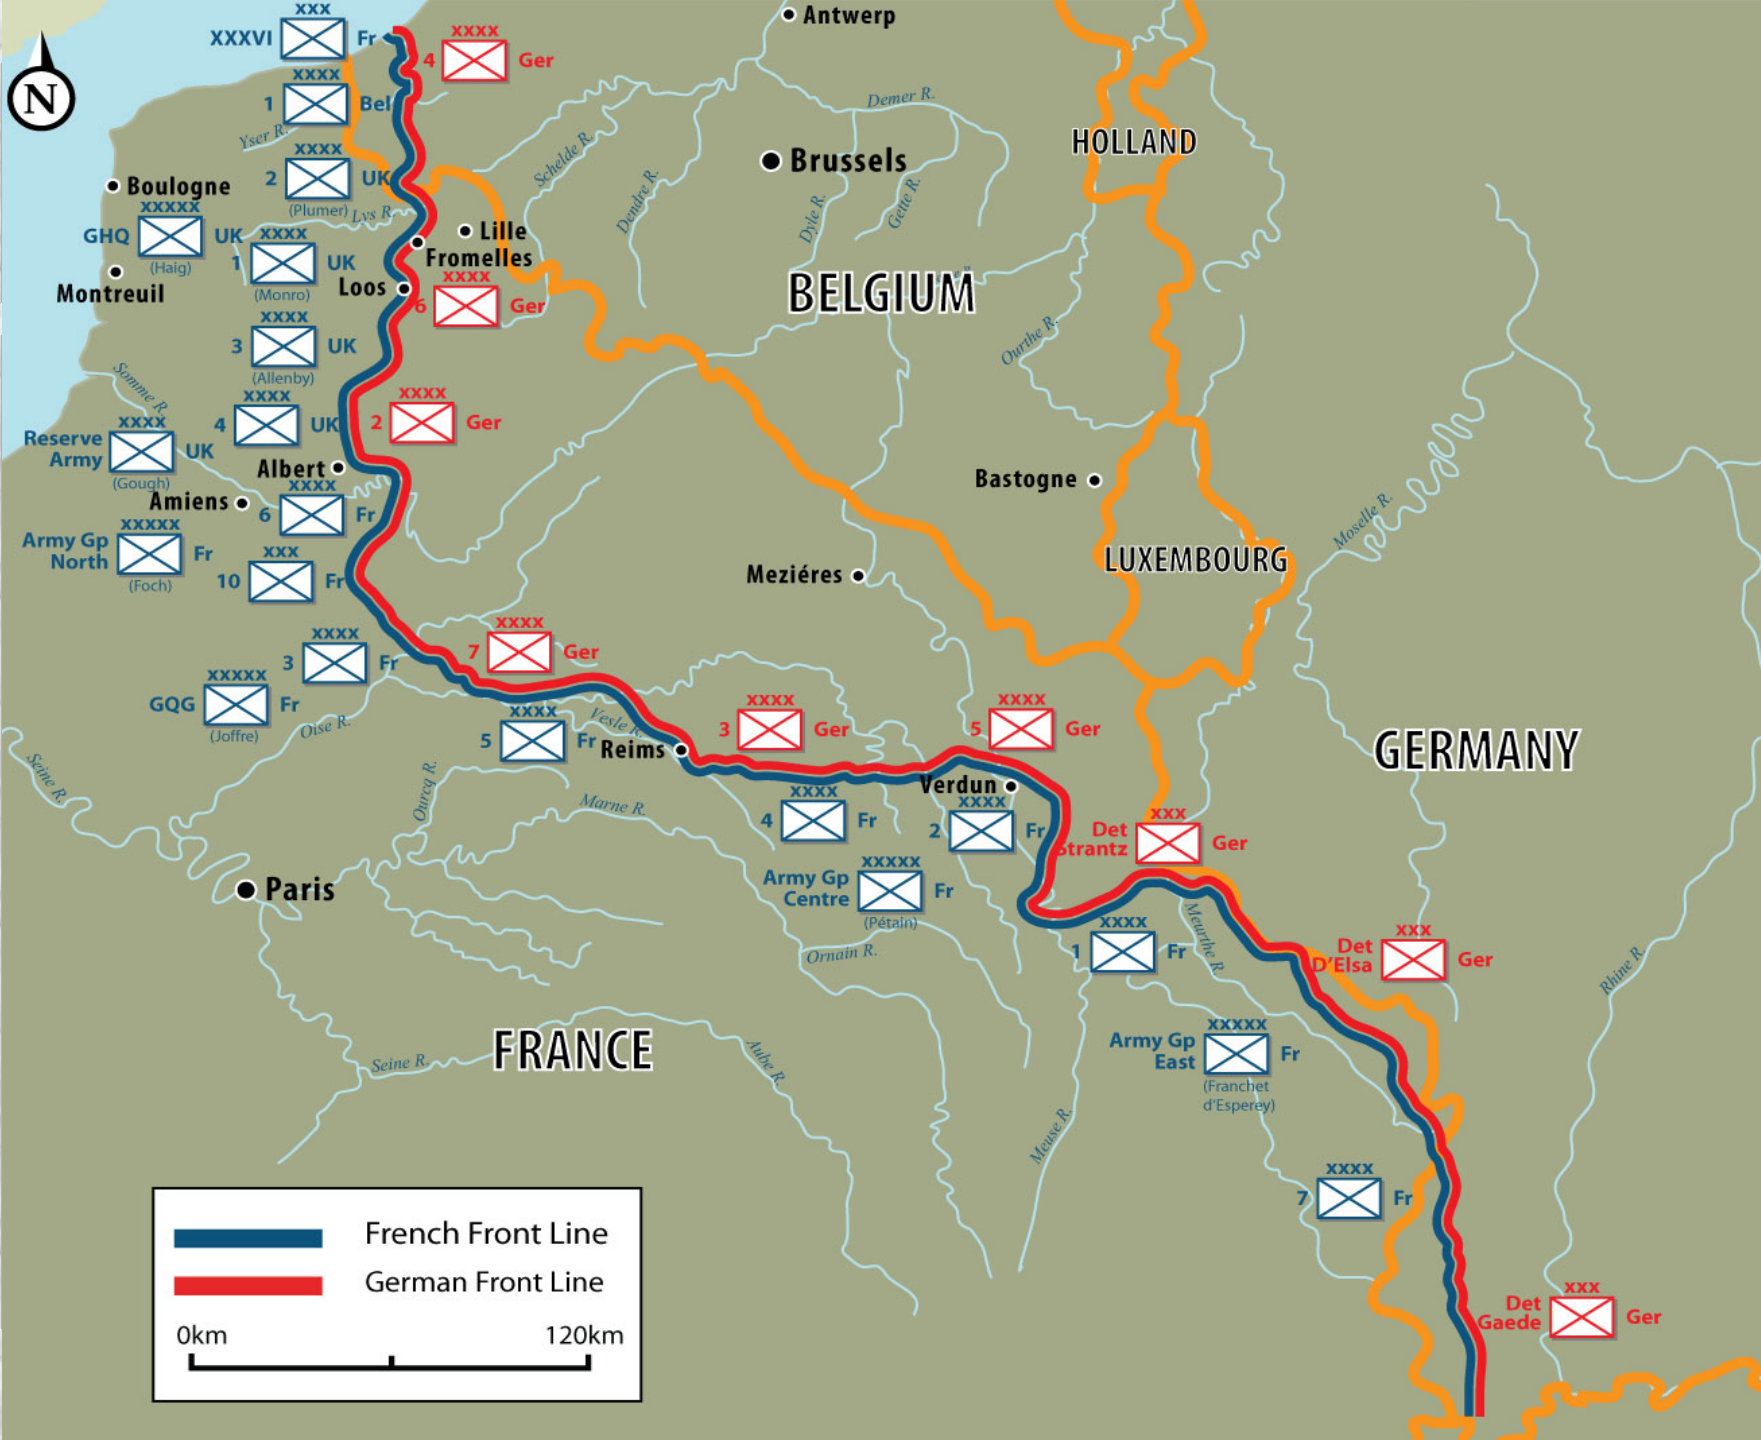 xxx
XXXVI Fr
xxxx
4 Ger
Antwerp
N
xxxx
1 Bel
Yser R.
Demer R.
HOLLAND
Schelde R.
Brussels
xxxx
2 UK
(Plumer)
Lys R.
Dendre R.
Dyle R.
Gette R.
Boulogne
xxxxx
GHQ UK
(Haig)
Lille
Fromelles
xxxx
1 UK
(Monro)
Montreuil
Loos
xxxx
6 Ger
BELGIUM
Ourthe R.
xxxx
3 UK
(Allenby)
Somme R.
xxxx
4 UK
xxxx
2 Ger
xxxx
Reserve
Army
UK
(Gough)
Albert
Amiens
xxxx
6 Fr
Bastogne
Moselle R.
xxxxx
Army Gp
North
Fr
(Foch)
xxx
10 Fr
Meziéres
LUXEMBOURG
xxxx
3 Fr
xxxx
7 Ger
xxxxx
GQG Fr
(Joffre)
Oise R.
xxxx
5 Fr
Vesle R.
Reims
xxxx
3 Ger
xxxx
5 Ger
GERMANY
Seine R.
Ourcq R.
Marne R.
Verdun
xxxx
4 Fr
xxxx
2 Fr
xxx
Det
Strantz
Ger
Paris
xxxxx
Army Gp
Centre
Fr
(Pétain)
Ornain R.
xxxx
1 Fr
Meurthe R.
xxx
Det
D'Elsa
Ger
Rhine R.
FRANCE
Seine R.
Aube R.
Meuse R.
xxxxx
Army Gp
East
Fr
(Franchet
d'Esperey)
xxxx
7 Fr
xxx
Det
Gaede
Ger
French Front Line
German Front Line
0km 120km